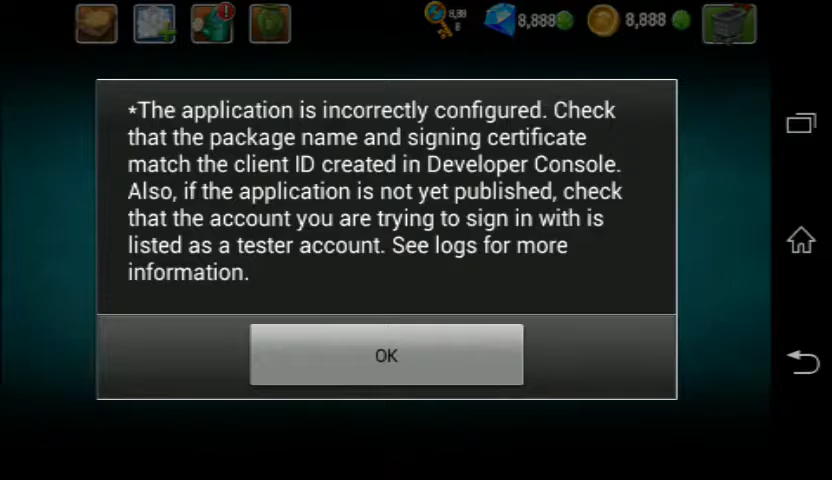 8,88
8
8,888
8,888
*The application is incorrectly configured. Check
that the package name and signing certificate
match the client ID created in Developer Console.
Also, if the application is not yet published, check
that the account you are trying to sign in with is
listed as a tester account. See logs for more
information.
OK